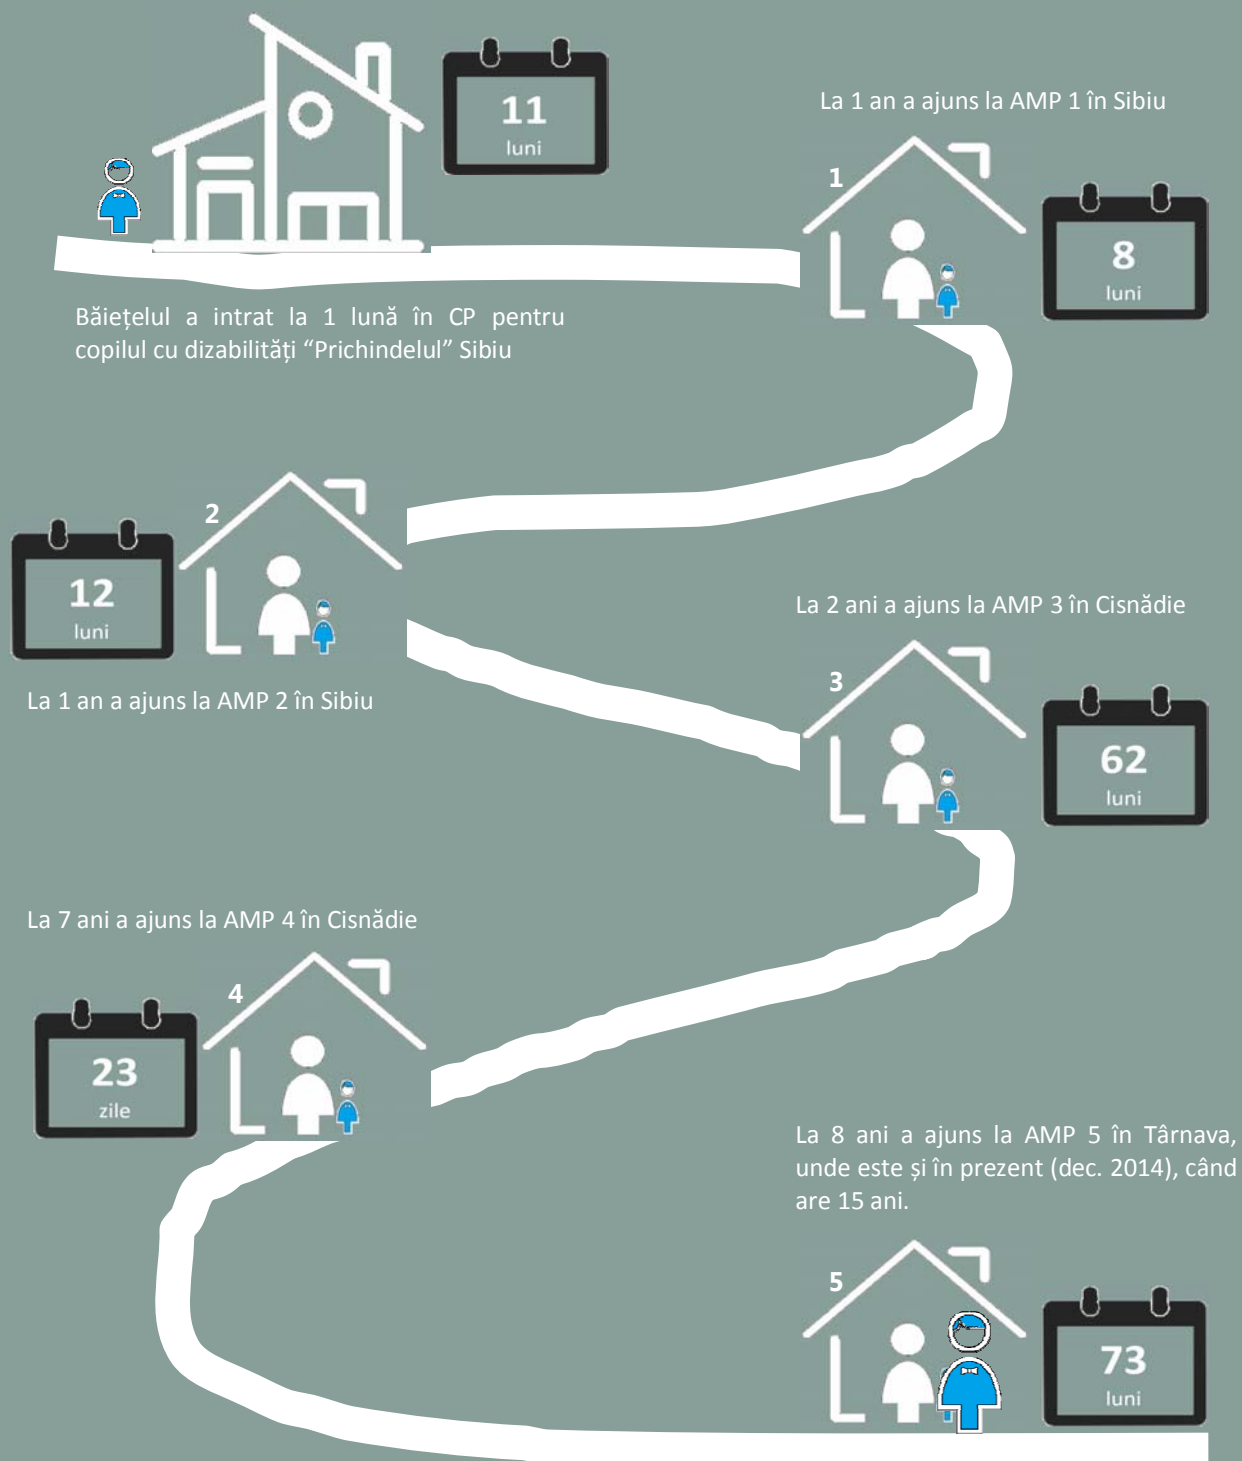 11
luni
Băiețelul a intrat la 1 lună în CP pentru
copilul cu dizabilități “Prichindelul” Sibiu
La 1 an a ajuns la AMP 1 în Sibiu
1
8
luni
2
12
luni
La 1 an a ajuns la AMP 2 în Sibiu
La 2 ani a ajuns la AMP 3 în Cisnădie
3
62
luni
La 7 ani a ajuns la AMP 4 în Cisnădie
4
23
zile
La 8 ani a ajuns la AMP 5 în Târnava,
unde este și în prezent (dec. 2014), când
are 15 ani.
5
73
luni